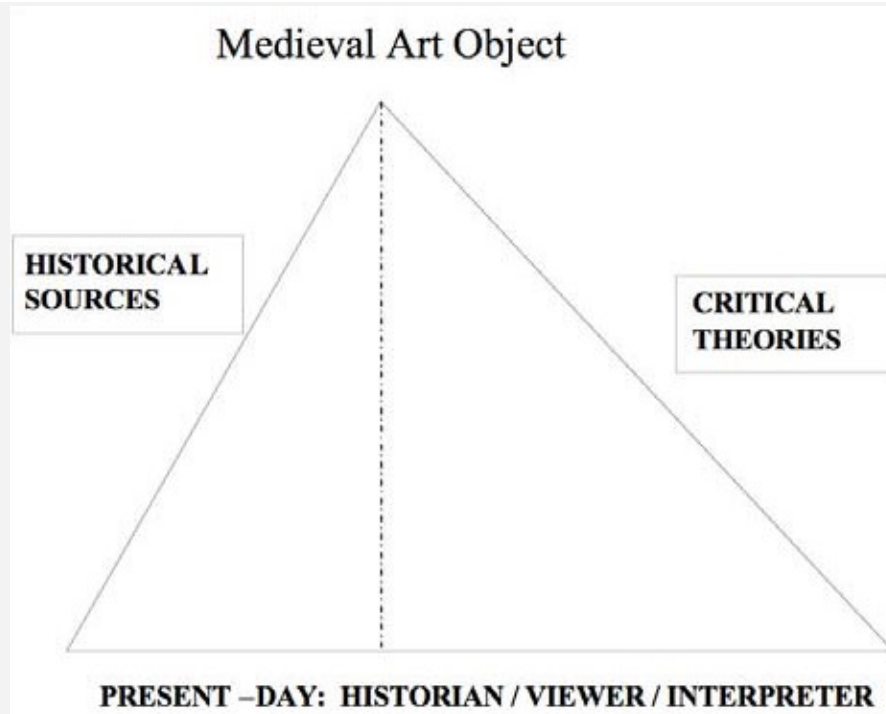 Medieval Art Object
HISTORICAL
SOURCES
CRITICAL
THEORIES
PRESENT –DAY: HISTORIAN / VIEWER / INTERPRETER